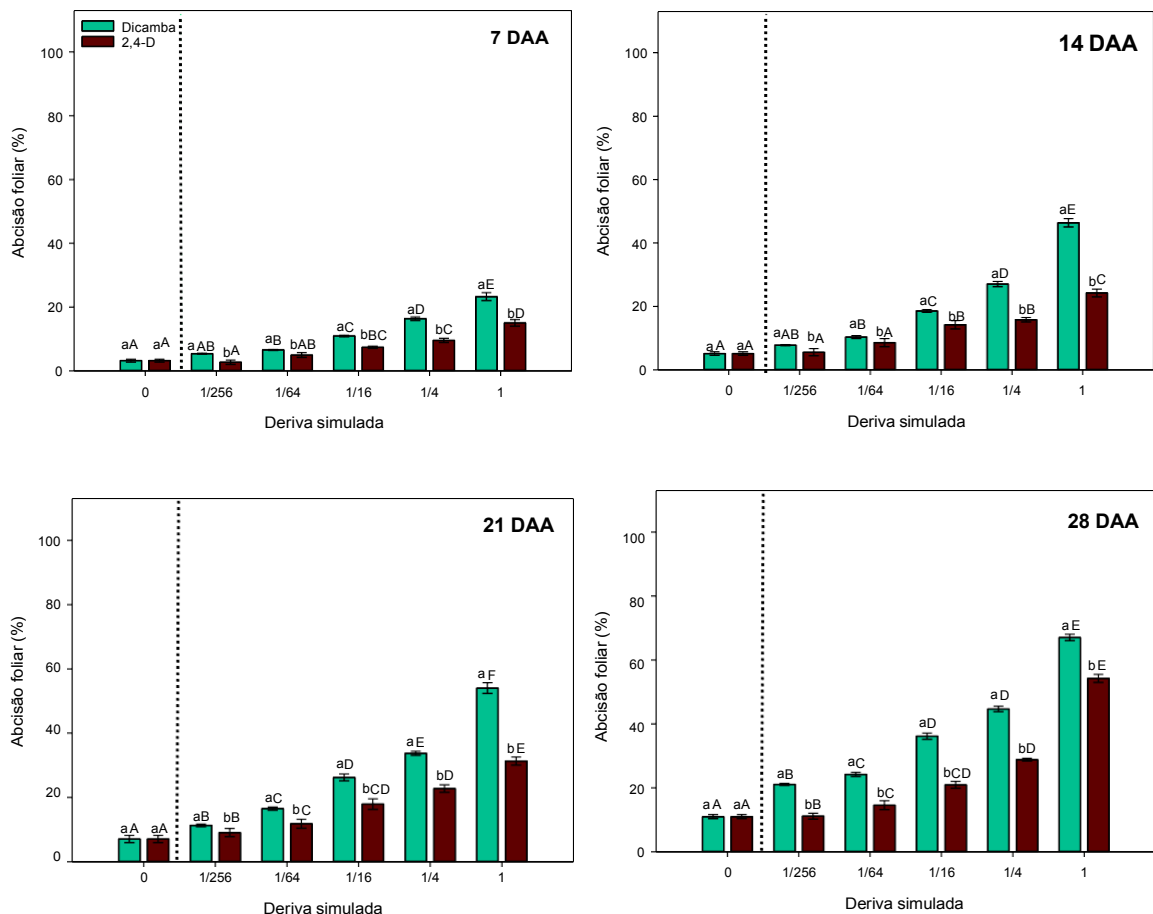 Dicamba
2,4-D
7 DAA
Abcisão foliar (%)
100
80
60
40
20
0
aA aA aAB bA aB bAB aC bBC aD bC aE bD
0 1/256 1/64 1/16 1/4 1
Deriva simulada
14 DAA
Abcisão foliar (%)
100
80
60
40
20
0
aA aA aAB bA aB bA aC bB aD bB aE bC
0 1/256 1/64 1/16 1/4 1
Deriva simulada
21 DAA
Abcisão foliar (%)
100
80
60
40
20
0
aA aA aB bB aC bC aD bCD aE bD aF bE
0 1/256 1/64 1/16 1/4 1
Deriva simulada
28 DAA
Abcisão foliar (%)
100
80
60
40
20
0
aA aA aB bB aC bC aD bCD aD bD aE bE
0 1/256 1/64 1/16 1/4 1
Deriva simulada